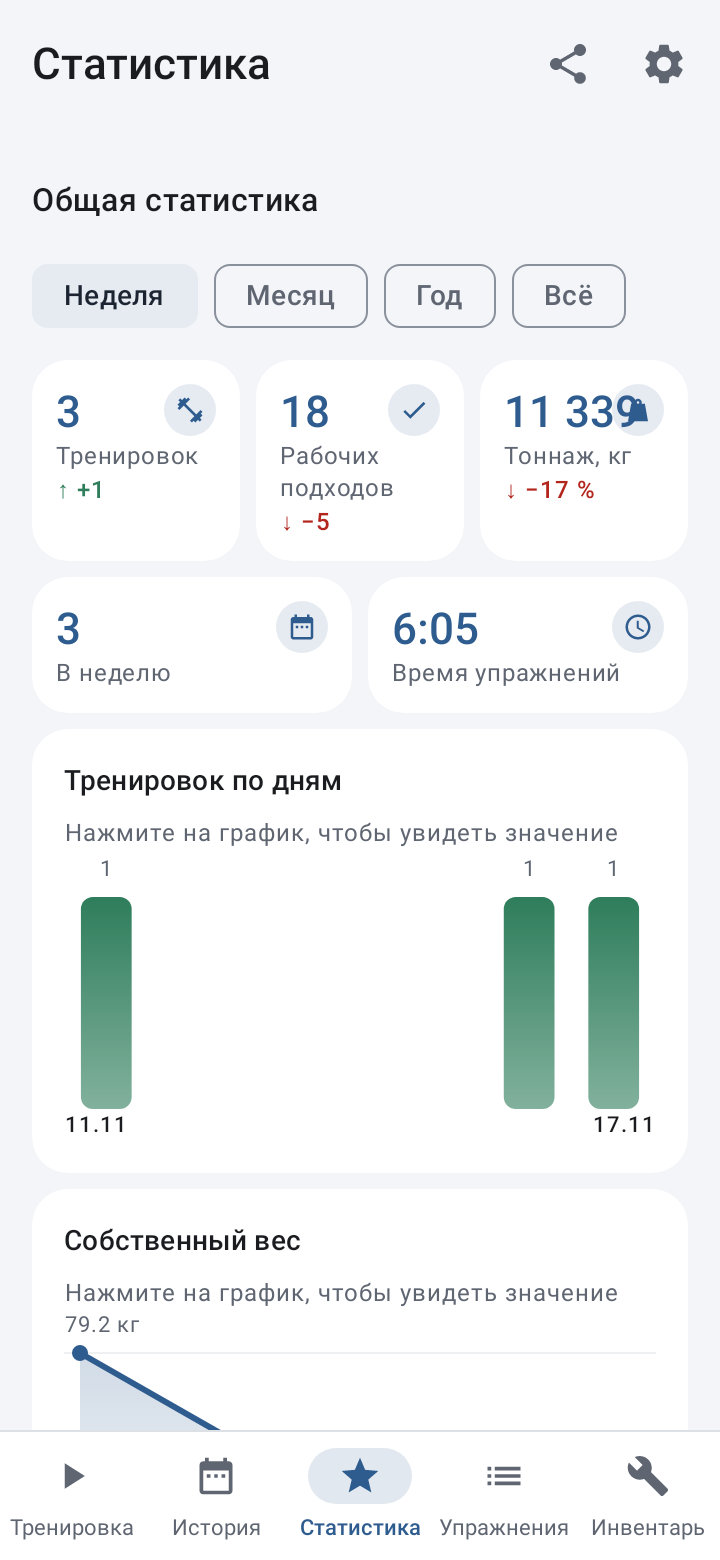 Статистика
Общая статистика
Неделя Месяц Год Всё
3 18 11 339
Тренировок Рабочих подходов Тоннаж, кг
↑ +1 ↓ −5 ↓ −17 %
3 6:05
В неделю Время упражнений
Тренировок по дням
Нажмите на график, чтобы увидеть значение
1 1 1
11.11 17.11
Собственный вес
Нажмите на график, чтобы увидеть значение
79.2 кг
Тренировка История Статистика Упражнения Инвентарь